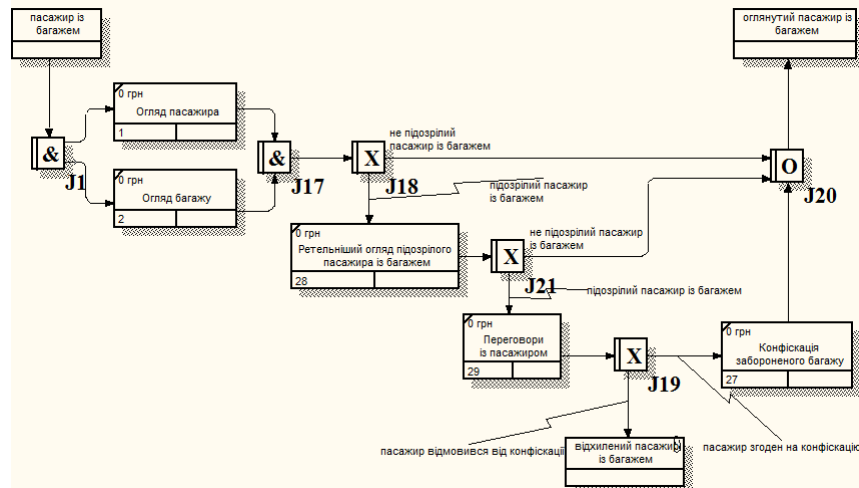 пасажир із
багажем
оглянутий пасажир із
багажем
0 грн
Огляд пасажира
1
&
J1
0 грн
Огляд багажу
2
&
J17
X
J18
не підозрілий
пасажир із багажем
підозрілий пасажир
із багажем
O
J20
0 грн
Ретельніший огляд підозрілого
пасажира із багажем
28
X
J21
не підозрілий пасажир
із багажем
підозрілий пасажир із багажем
0 грн
Переговори
із пасажиром
29
X
J19
0 грн
Конфіскація
забороненого багажу
27
пасажир відмовився від конфіскації
відхилений пасажир
із багажем
пасажир згоден на конфіскацію